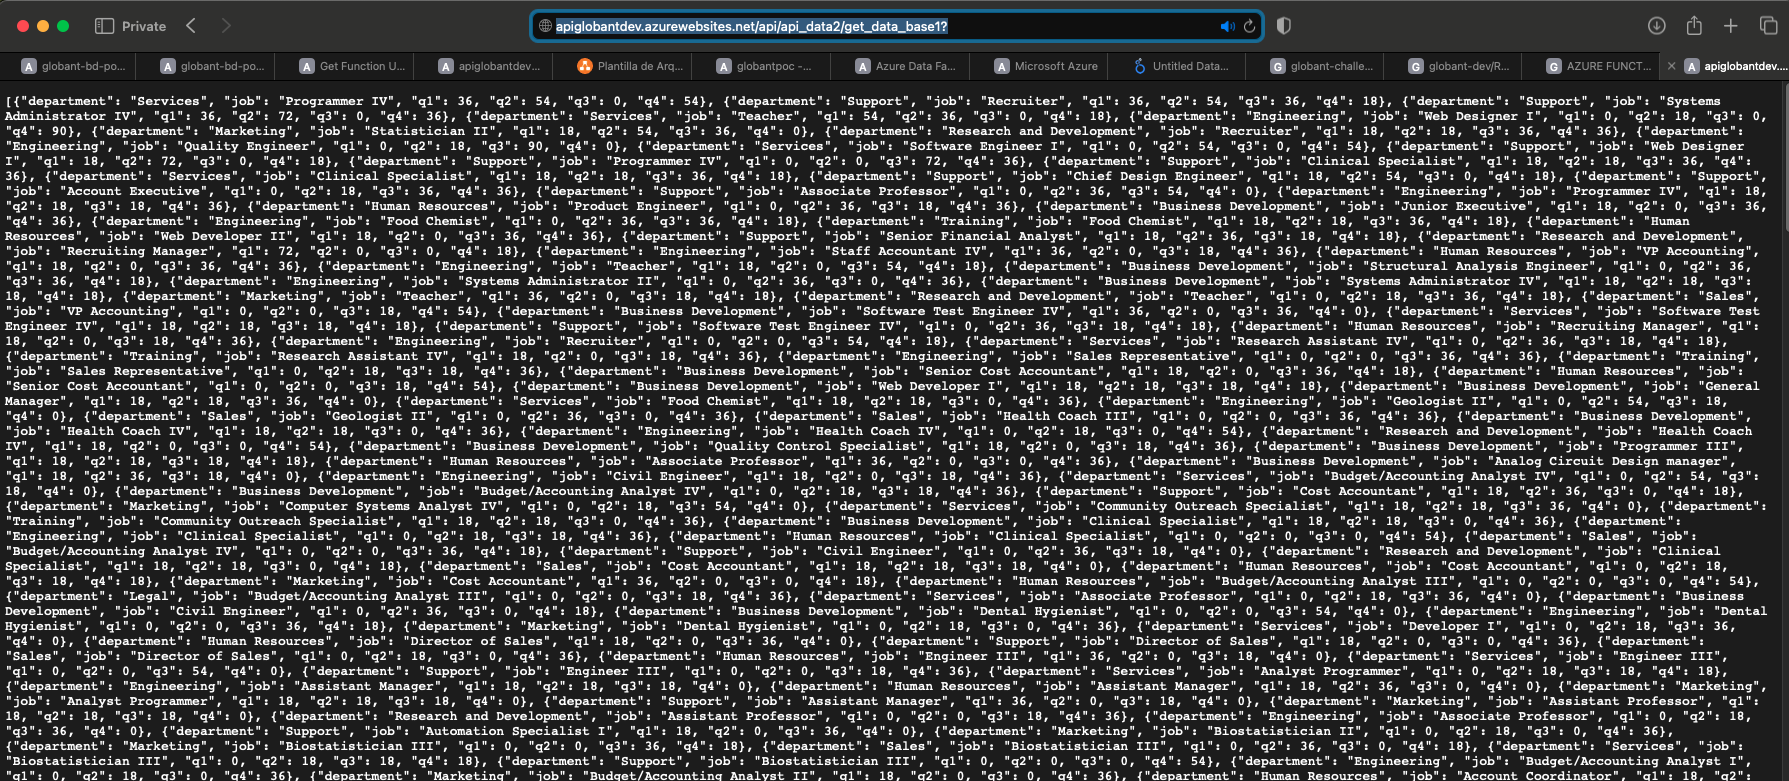 Private
apiglobantdev.azurewebsites.net/api/api_data2/get_data_base1?
A globant-bd-po...
A globant-bd-po...
A Get Function U...
A apiglobantdev...
Plantilla de Arq...
A globantpoc -...
A Azure Data Fa...
A Microsoft Azure
Untitled Data...
G globant-challe...
G globant-dev/R...
G AZURE FUNCT...
A apiglobantdev....
[{"department": "Services", "job": "Programmer IV", "q1": 36, "q2": 54, "q3": 0, "q4": 54}, {"department": "Support", "job": "Recruiter", "q1": 36, "q2": 54, "q3": 36, "q4": 18}, {"department": "Support", "job": "Systems
Administrator IV", "q1": 36, "q2": 72, "q3": 0, "q4": 36}, {"department": "Services", "job": "Teacher", "q1": 54, "q2": 36, "q3": 0, "q4": 18}, {"department": "Engineering", "job": "Web Designer I", "q1": 0, "q2": 18, "q3": 0,
"q4": 90}, {"department": "Marketing", "job": "Statistician II", "q1": 18, "q2": 54, "q3": 36, "q4": 0}, {"department": "Research and Development", "job": "Recruiter", "q1": 18, "q2": 18, "q3": 36, "q4": 36}, {"department":
"Engineering", "job": "Quality Engineer", "q1": 0, "q2": 18, "q3": 90, "q4": 0}, {"department": "Services", "job": "Software Engineer I", "q1": 0, "q2": 54, "q3": 0, "q4": 54}, {"department": "Support", "job": "Web Designer
I", "q1": 18, "q2": 72, "q3": 0, "q4": 18}, {"department": "Support", "job": "Programmer IV", "q1": 0, "q2": 0, "q3": 72, "q4": 36}, {"department": "Support", "job": "Clinical Specialist", "q1": 18, "q2": 18, "q3": 36, "q4":
36}, {"department": "Services", "job": "Clinical Specialist", "q1": 18, "q2": 18, "q3": 36, "q4": 18}, {"department": "Support", "job": "Chief Design Engineer", "q1": 18, "q2": 54, "q3": 0, "q4": 18}, {"department": "Support",
"job": "Account Executive", "q1": 0, "q2": 18, "q3": 36, "q4": 36}, {"department": "Support", "job": "Associate Professor", "q1": 0, "q2": 36, "q3": 54, "q4": 0}, {"department": "Engineering", "job": "Programmer IV", "q1": 18,
"q2": 18, "q3": 18, "q4": 36}, {"department": "Human Resources", "job": "Product Engineer", "q1": 0, "q2": 36, "q3": 18, "q4": 36}, {"department": "Business Development", "job": "Junior Executive", "q1": 18, "q2": 0, "q3": 36,
"q4": 36}, {"department": "Engineering", "job": "Food Chemist", "q1": 0, "q2": 36, "q3": 36, "q4": 18}, {"department": "Training", "job": "Food Chemist", "q1": 18, "q2": 18, "q3": 36, "q4": 18}, {"department": "Human
Resources", "job": "Web Developer II", "q1": 18, "q2": 0, "q3": 36, "q4": 36}, {"department": "Support", "job": "Senior Financial Analyst", "q1": 18, "q2": 36, "q3": 18, "q4": 18}, {"department": "Research and Development",
"job": "Recruiting Manager", "q1": 72, "q2": 0, "q3": 0, "q4": 18}, {"department": "Engineering", "job": "Staff Accountant IV", "q1": 36, "q2": 0, "q3": 18, "q4": 36}, {"department": "Human Resources", "job": "VP Accounting",
"q1": 18, "q2": 0, "q3": 36, "q4": 36}, {"department": "Engineering", "job": "Teacher", "q1": 18, "q2": 0, "q3": 54, "q4": 18}, {"department": "Business Development", "job": "Structural Analysis Engineer", "q1": 0, "q2": 36,
"q3": 36, "q4": 18}, {"department": "Engineering", "job": "Systems Administrator II", "q1": 0, "q2": 36, "q3": 0, "q4": 36}, {"department": "Business Development", "job": "Systems Administrator IV", "q1": 18, "q2": 18, "q3":
18, "q4": 18}, {"department": "Marketing", "job": "Teacher", "q1": 36, "q2": 0, "q3": 18, "q4": 18}, {"department": "Research and Development", "job": "Teacher", "q1": 0, "q2": 18, "q3": 36, "q4": 18}, {"department": "Sales",
"job": "VP Accounting", "q1": 0, "q2": 0, "q3": 18, "q4": 54}, {"department": "Business Development", "job": "Software Test Engineer IV", "q1": 36, "q2": 0, "q3": 36, "q4": 0}, {"department": "Services", "job": "Software Test
Engineer IV", "q1": 18, "q2": 18, "q3": 18, "q4": 18}, {"department": "Support", "job": "Software Test Engineer IV", "q1": 0, "q2": 36, "q3": 18, "q4": 18}, {"department": "Human Resources", "job": "Recruiting Manager", "q1":
18, "q2": 0, "q3": 18, "q4": 36}, {"department": "Engineering", "job": "Recruiter", "q1": 0, "q2": 0, "q3": 54, "q4": 18}, {"department": "Services", "job": "Research Assistant IV", "q1": 0, "q2": 36, "q3": 18, "q4": 18},
{"department": "Training", "job": "Research Assistant IV", "q1": 18, "q2": 0, "q3": 18, "q4": 36}, {"department": "Engineering", "job": "Sales Representative", "q1": 0, "q2": 0, "q3": 36, "q4": 36}, {"department": "Training",
"job": "Sales Representative", "q1": 0, "q2": 18, "q3": 18, "q4": 36}, {"department": "Business Development", "job": "Senior Cost Accountant", "q1": 18, "q2": 18, "q3": 0, "q4": 36}, {"department": "Human Resources", "job":
"Senior Cost Accountant", "q1": 0, "q2": 0, "q3": 18, "q4": 54}, {"department": "Business Development", "job": "Web Developer I", "q1": 18, "q2": 18, "q3": 18, "q4": 18}, {"department": "Business Development", "job": "General
Manager", "q1": 18, "q2": 18, "q3": 36, "q4": 0}, {"department": "Services", "job": "Food Chemist", "q1": 18, "q2": 18, "q3": 0, "q4": 36}, {"department": "Engineering", "job": "Geologist II", "q1": 0, "q2": 54, "q3": 18,
"q4": 0}, {"department": "Sales", "job": "Geologist II", "q1": 0, "q2": 36, "q3": 0, "q4": 36}, {"department": "Sales", "job": "Health Coach III", "q1": 0, "q2": 0, "q3": 36, "q4": 36}, {"department": "Business Development",
"job": "Health Coach IV", "q1": 18, "q2": 18, "q3": 0, "q4": 36}, {"department": "Engineering", "job": "Health Coach IV", "q1": 0, "q2": 18, "q3": 0, "q4": 54}, {"department": "Research and Development", "job": "Health Coach
IV", "q1": 18, "q2": 0, "q3": 0, "q4": 54}, {"department": "Business Development", "job": "Quality Control Specialist", "q1": 18, "q2": 0, "q3": 18, "q4": 36}, {"department": "Business Development", "job": "Programmer III",
"q1": 18, "q2": 18, "q3": 18, "q4": 18}, {"department": "Human Resources", "job": "Associate Professor", "q1": 36, "q2": 0, "q3": 0, "q4": 36}, {"department": "Business Development", "job": "Analog Circuit Design manager",
"q1": 18, "q2": 36, "q3": 18, "q4": 0}, {"department": "Engineering", "job": "Civil Engineer", "q1": 18, "q2": 0, "q3": 18, "q4": 36}, {"department": "Services", "job": "Budget/Accounting Analyst IV", "q1": 0, "q2": 54, "q3":
18, "q4": 0}, {"department": "Business Development", "job": "Budget/Accounting Analyst IV", "q1": 0, "q2": 18, "q3": 18, "q4": 36}, {"department": "Support", "job": "Cost Accountant", "q1": 18, "q2": 36, "q3": 0, "q4": 18},
{"department": "Marketing", "job": "Computer Systems Analyst IV", "q1": 0, "q2": 18, "q3": 54, "q4": 0}, {"department": "Services", "job": "Community Outreach Specialist", "q1": 18, "q2": 18, "q3": 36, "q4": 0}, {"department":
"Training", "job": "Community Outreach Specialist", "q1": 18, "q2": 18, "q3": 0, "q4": 36}, {"department": "Business Development", "job": "Clinical Specialist", "q1": 18, "q2": 18, "q3": 0, "q4": 36}, {"department":
"Engineering", "job": "Clinical Specialist", "q1": 0, "q2": 18, "q3": 18, "q4": 36}, {"department": "Human Resources", "job": "Clinical Specialist", "q1": 0, "q2": 0, "q3": 0, "q4": 54}, {"department": "Sales", "job":
"Budget/Accounting Analyst IV", "q1": 0, "q2": 0, "q3": 36, "q4": 18}, {"department": "Support", "job": "Civil Engineer", "q1": 0, "q2": 36, "q3": 18, "q4": 0}, {"department": "Research and Development", "job": "Clinical
Specialist", "q1": 18, "q2": 18, "q3": 0, "q4": 18}, {"department": "Sales", "job": "Cost Accountant", "q1": 18, "q2": 18, "q3": 18, "q4": 0}, {"department": "Human Resources", "job": "Cost Accountant", "q1": 0, "q2": 18,
"q3": 18, "q4": 18}, {"department": "Marketing", "job": "Cost Accountant", "q1": 36, "q2": 0, "q3": 0, "q4": 18}, {"department": "Human Resources", "job": "Budget/Accounting Analyst III", "q1": 0, "q2": 0, "q3": 0, "q4": 54},
{"department": "Legal", "job": "Budget/Accounting Analyst III", "q1": 0, "q2": 0, "q3": 18, "q4": 36}, {"department": "Services", "job": "Associate Professor", "q1": 0, "q2": 18, "q3": 36, "q4": 0}, {"department": "Business
Development", "job": "Civil Engineer", "q1": 0, "q2": 36, "q3": 0, "q4": 18}, {"department": "Business Development", "job": "Dental Hygienist", "q1": 0, "q2": 0, "q3": 54, "q4": 0}, {"department": "Engineering", "job": "Dental
Hygienist", "q1": 0, "q2": 0, "q3": 36, "q4": 18}, {"department": "Marketing", "job": "Dental Hygienist", "q1": 0, "q2": 0, "q3": 36, "q4": 18}, {"department": "Services", "job": "Developer I", "q1": 0, "q2": 18, "q3": 36,
"q4": 0}, {"department": "Human Resources", "job": "Director of Sales", "q1": 18, "q2": 0, "q3": 36, "q4": 0}, {"department": "Support", "job": "Director of Sales", "q1": 18, "q2": 0, "q3": 0, "q4": 36}, {"department":
"Sales", "job": "Director of Sales", "q1": 0, "q2": 18, "q3": 0, "q4": 36}, {"department": "Human Resources", "job": "Engineer III", "q1": 36, "q2": 0, "q3": 18, "q4": 0}, {"department": "Services", "job": "Engineer III",
"q1": 0, "q2": 0, "q3": 54, "q4": 0}, {"department": "Support", "job": "Engineer III", "q1": 0, "q2": 0, "q3": 18, "q4": 36}, {"department": "Services", "job": "Analyst Programmer", "q1": 0, "q2": 18, "q3": 18, "q4": 18},
{"department": "Engineering", "job": "Assistant Manager", "q1": 18, "q2": 18, "q3": 18, "q4": 0}, {"department": "Human Resources", "job": "Assistant Manager", "q1": 18, "q2": 36, "q3": 0, "q4": 0}, {"department": "Marketing",
"job": "Analyst Programmer", "q1": 18, "q2": 18, "q3": 18, "q4": 0}, {"department": "Support", "job": "Assistant Manager", "q1": 36, "q2": 0, "q3": 18, "q4": 0}, {"department": "Marketing", "job": "Assistant Professor", "q1":
18, "q2": 18, "q3": 18, "q4": 0}, {"department": "Research and Development", "job": "Assistant Professor", "q1": 0, "q2": 0, "q3": 18, "q4": 36}, {"department": "Engineering", "job": "Associate Professor", "q1": 0, "q2": 18,
"q3": 36, "q4": 0}, {"department": "Support", "job": "Automation Specialist I", "q1": 18, "q2": 0, "q3": 0, "q4": 36}, {"department": "Marketing", "job": "Biostatistician II", "q1": 0, "q2": 18, "q3": 0, "q4": 36},
{"department": "Marketing", "job": "Biostatistician III", "q1": 0, "q2": 0, "q3": 36, "q4": 18}, {"department": "Sales", "job": "Biostatistician III", "q1": 0, "q2": 0, "q3": 18, "q4": 36}, {"department": "Services", "job":
"Biostatistician III", "q1": 0, "q2": 18, "q3": 18, "q4": 18}, {"department": "Support", "job": "Biostatistician III", "q1": 0, "q2": 0, "q3": 0, "q4": 54}, {"department": "Engineering", "job": "Budget/Accounting Analyst I",
"q1": 0, "q2": 18, "q3": 0, "q4": 36}, {"department": "Marketing", "job": "Budget/Accounting Analyst II", "q1": 18, "q2": 0, "q3": 0, "q4": 36}, {"department": "Human Resources", "job": "Account Coordinator", "q1": 18, "q2":